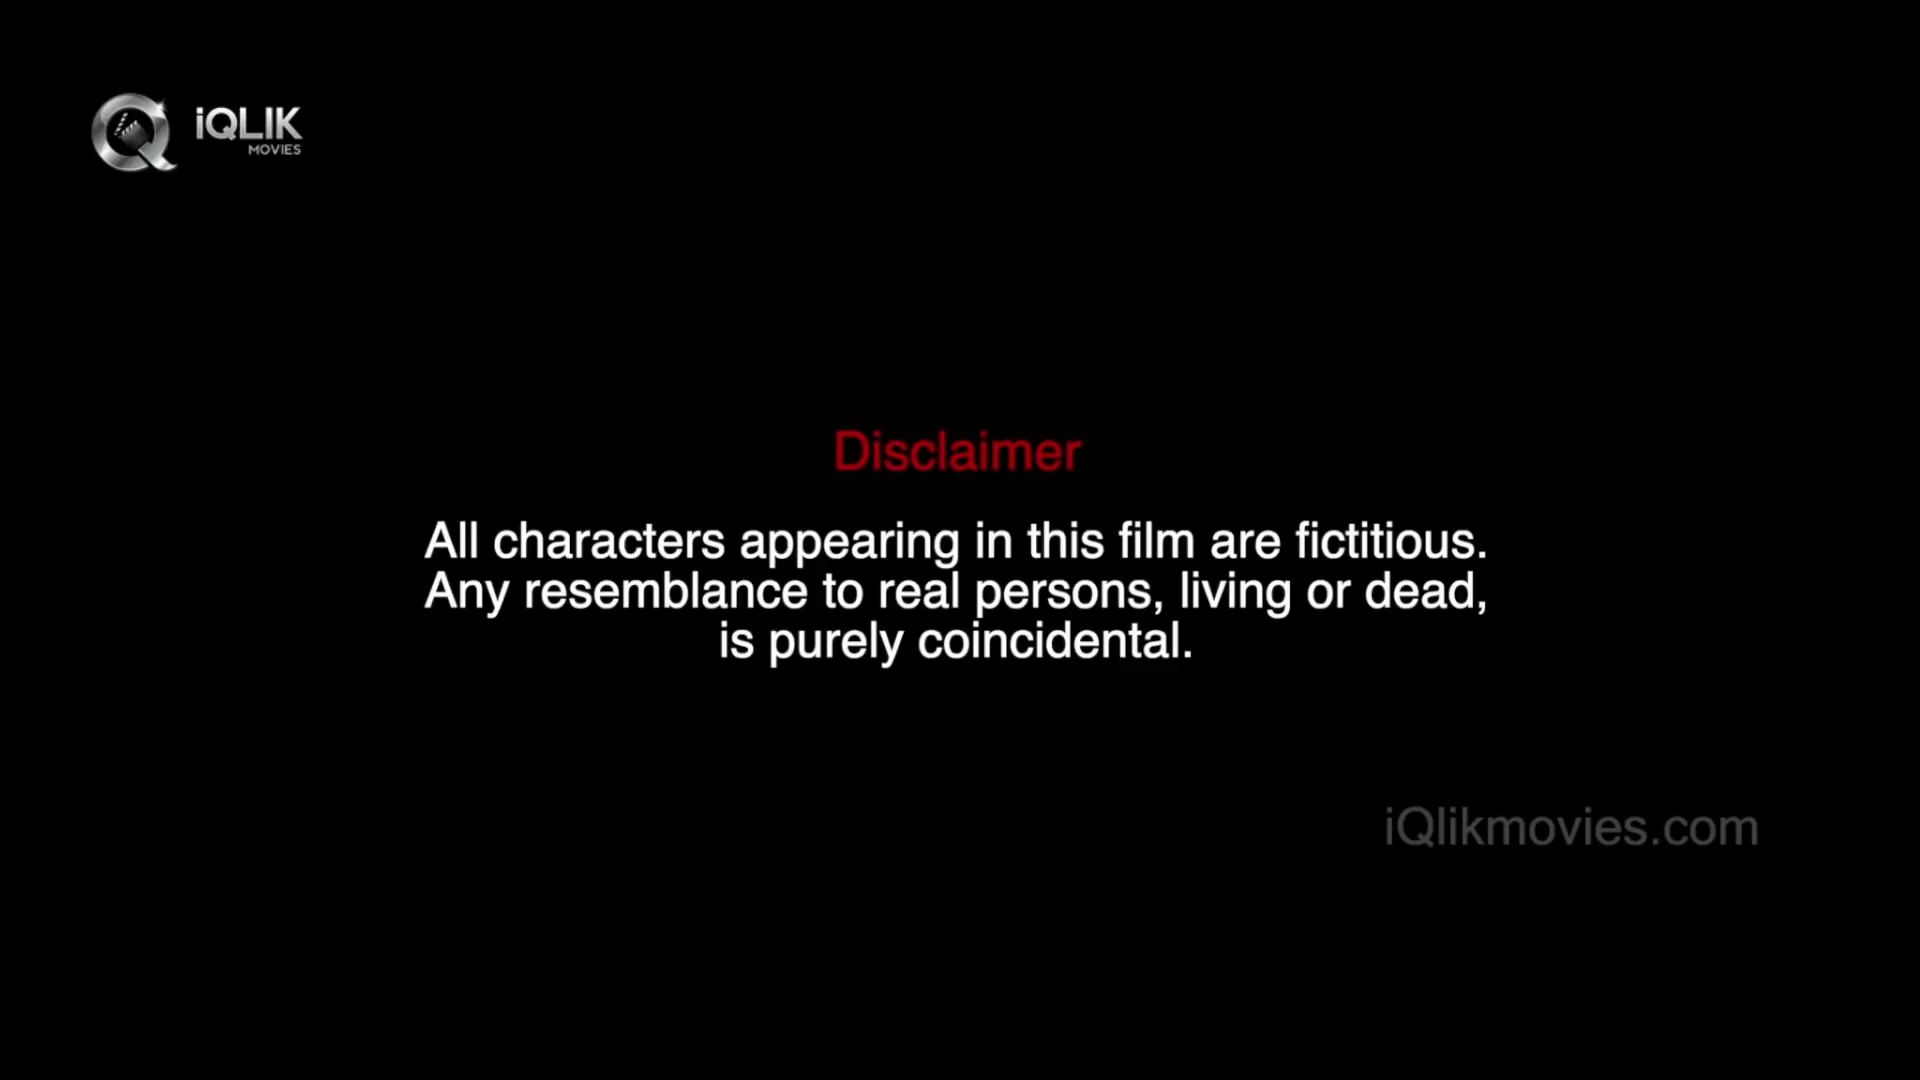 iQLIK
MOVIES
Disclaimer
All characters appearing in this film are fictitious.
Any resemblance to real persons, living or dead,
is purely coincidental.
iQlikmovies.com